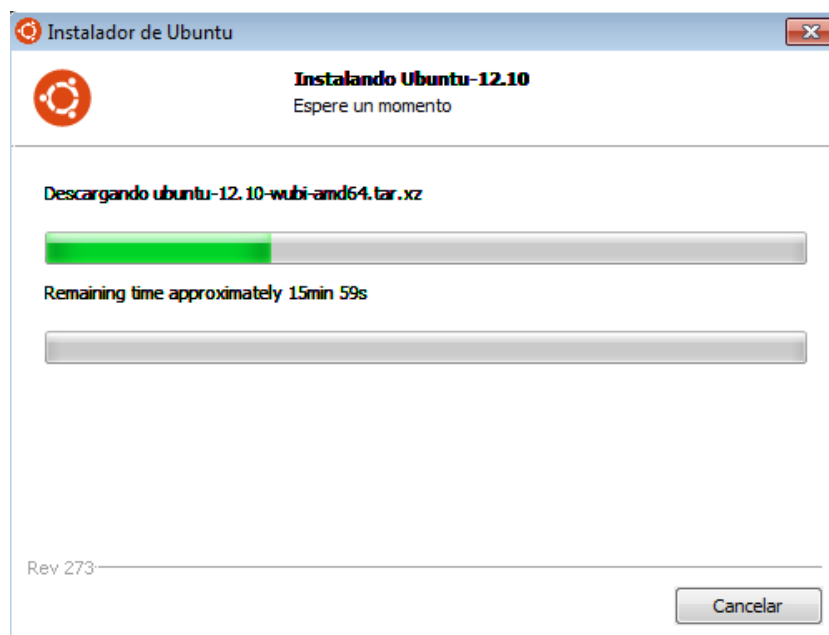 Instalador de Ubuntu
Instalando Ubuntu-12.10
Espere un momento
Descargando ubuntu-12.10-wubi-amd64.tar.xz
Remaining time approximately 15min 59s
Rev 273
Cancelar